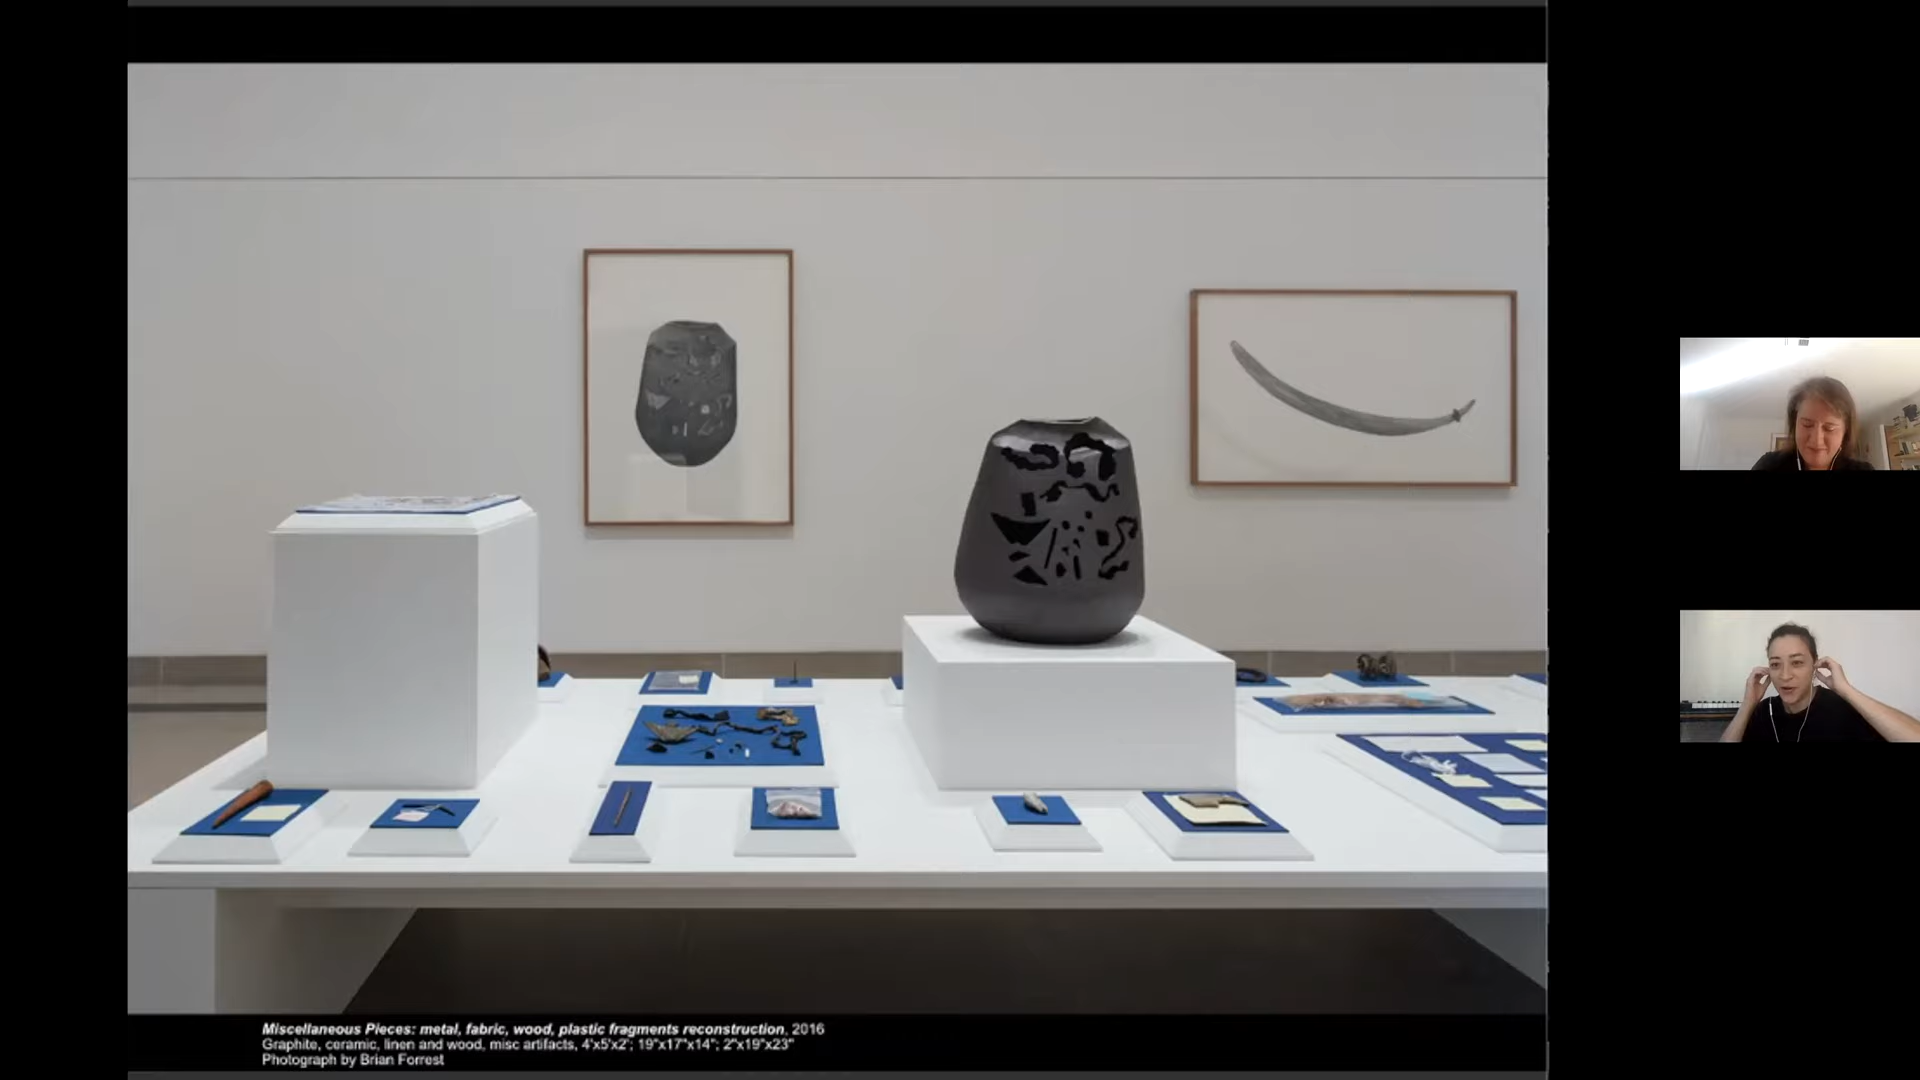 Miscellaneous Pieces: metal, fabric, wood, plastic fragments reconstruction, 2016
Graphite, ceramic, linen and wood, misc artifacts, 4'x5'x2'; 19"x17"x14"; 2"x19"x23"
Photograph by Brian Forrest